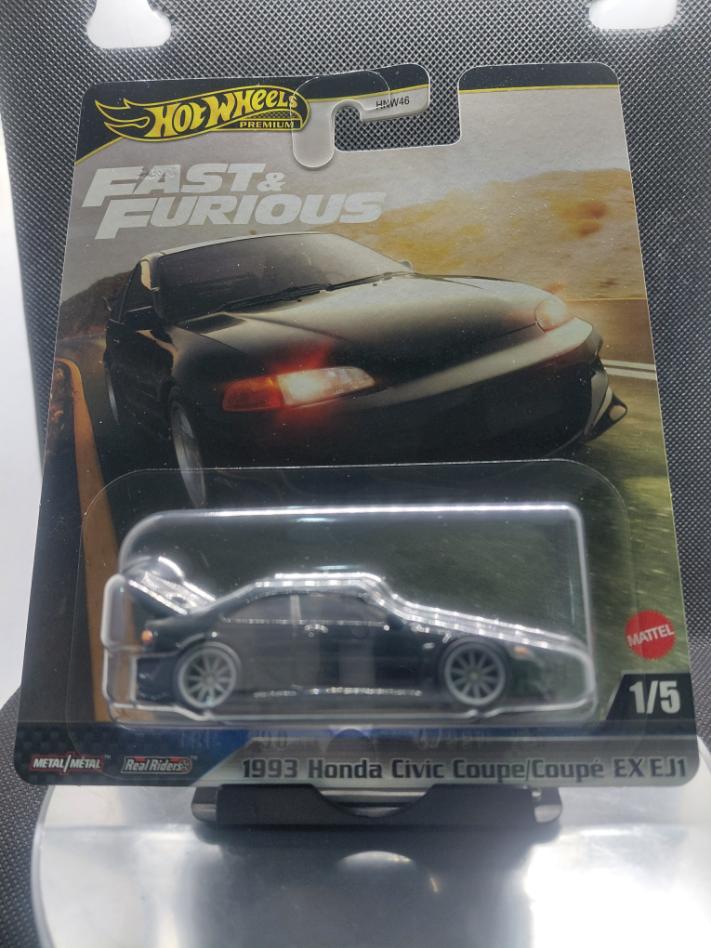 HOT WHEELS
PREMIUM
HNW46
FAST &
FURIOUS
MATTEL
1/5
METAL/METAL™
Real Riders
1993 Honda Civic Coupe/Coupé EX EJ1